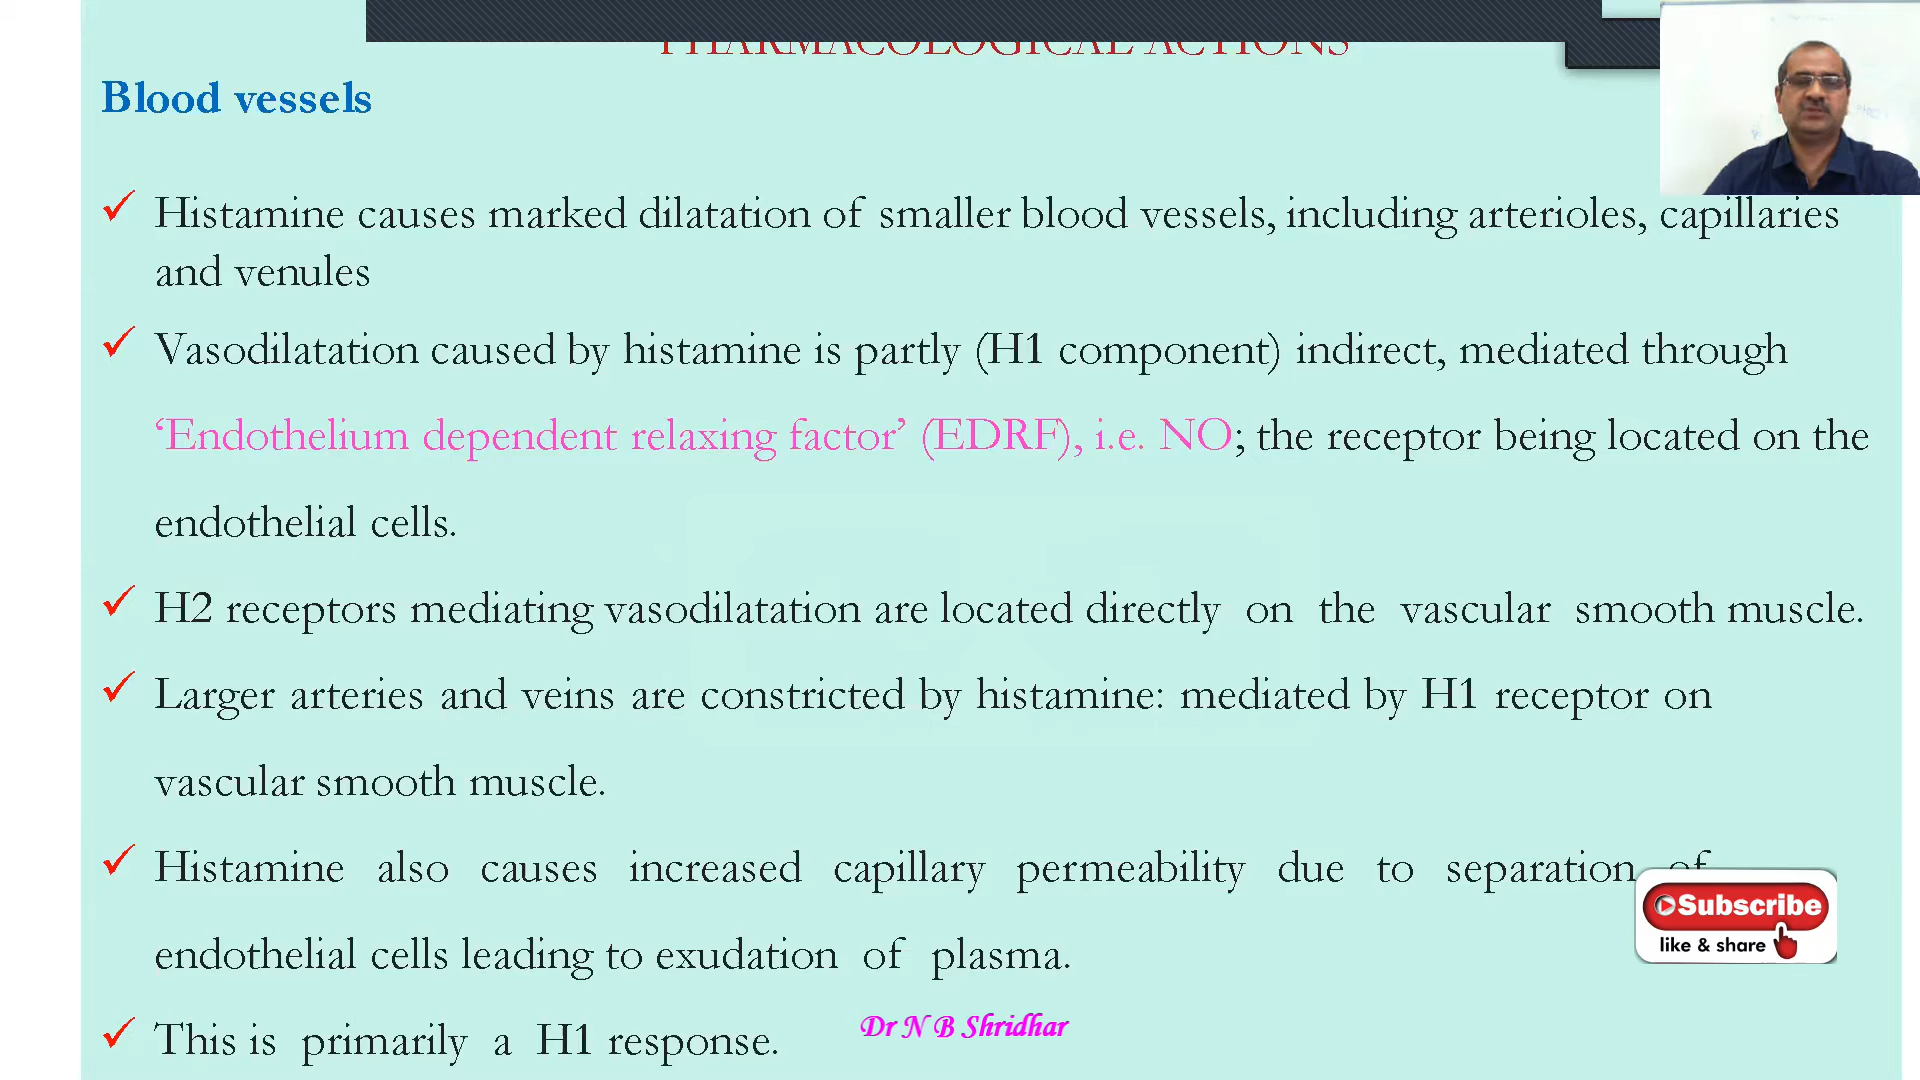 PHARMACOLOGICAL ACTIONS
Blood vessels
Histamine causes marked dilatation of smaller blood vessels, including arterioles, capillaries
and venules
Vasodilatation caused by histamine is partly (H1 component) indirect, mediated through
‘Endothelium dependent relaxing factor’ (EDRF), i.e. NO; the receptor being located on the
endothelial cells.
H2 receptors mediating vasodilatation are located directly on the vascular smooth muscle.
Larger arteries and veins are constricted by histamine: mediated by H1 receptor on
vascular smooth muscle.
Histamine also causes increased capillary permeability due to separation of
endothelial cells leading to exudation of plasma.
This is primarily a H1 response.
Subscribe
like & share
Dr N B Shridhar